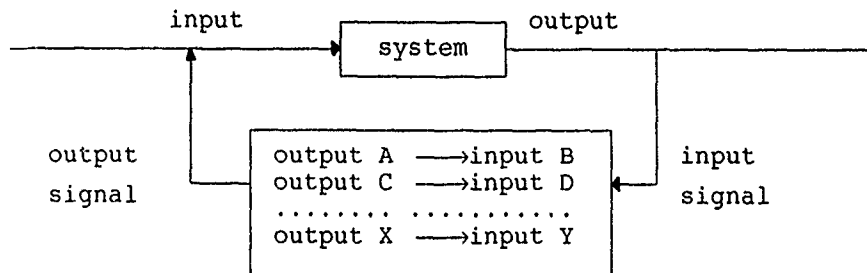 input
output
system
output
signal
output A ⟶input B
output C ⟶input D
........ ...........
output X ⟶input Y
input
signal